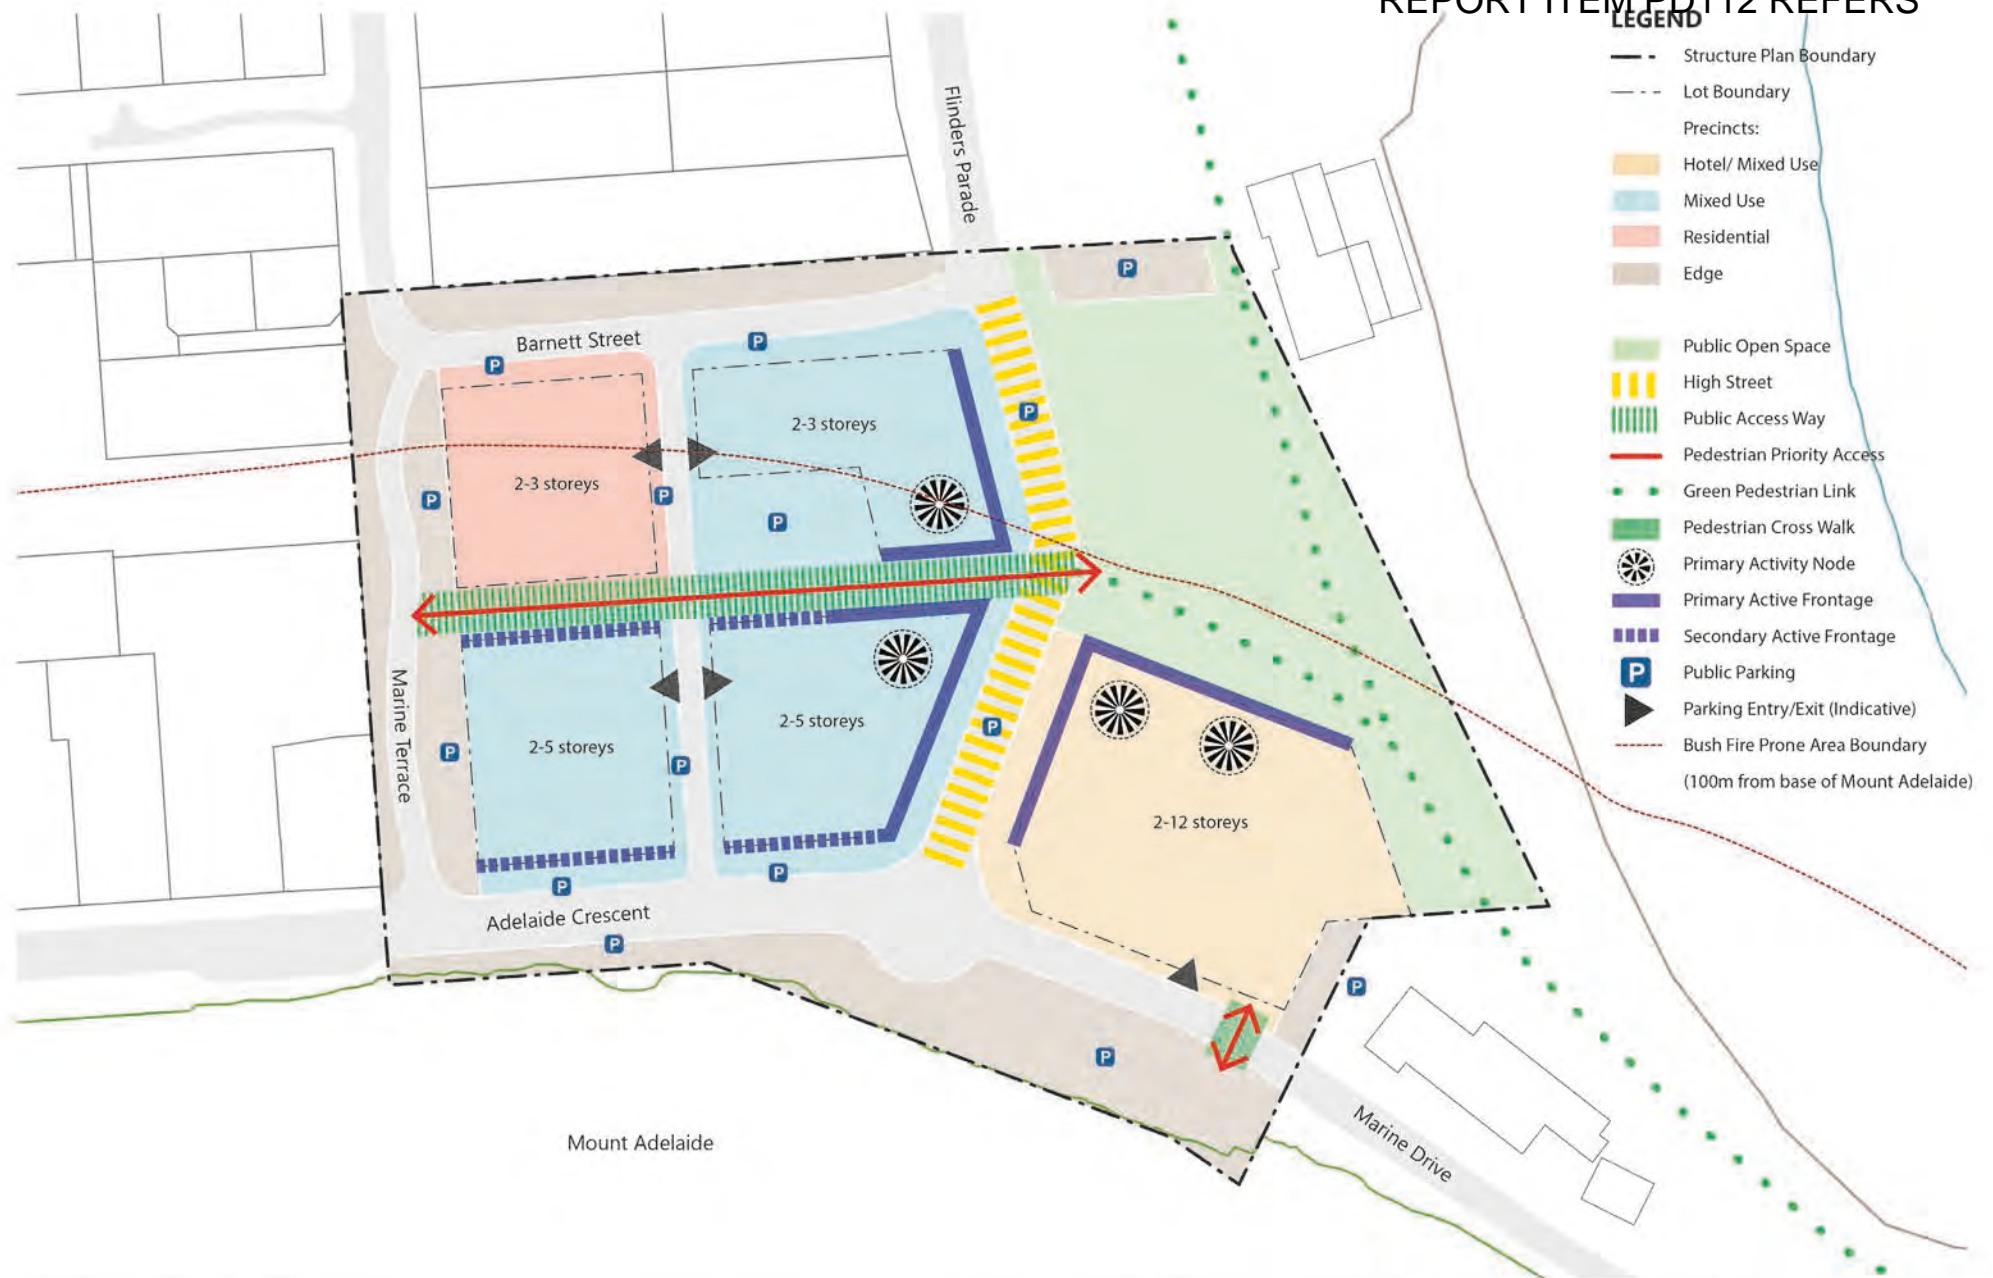 REPORT ITEM PD112 REFERS
LEGEND
Structure Plan Boundary
Lot Boundary
Precincts:
Hotel/ Mixed Use
Mixed Use
Residential
Edge
Public Open Space
High Street
Public Access Way
Pedestrian Priority Access
Green Pedestrian Link
Pedestrian Cross Walk
Primary Activity Node
Primary Active Frontage
Secondary Active Frontage
P
Public Parking
Parking Entry/Exit (Indicative)
Bush Fire Prone Area Boundary
(100m from base of Mount Adelaide)
Flinders Parade
P
Barnett Street
P
P
P
2-3 storeys
2-3 storeys
P
P
P
Marine Terrace
2-5 storeys
2-5 storeys
P
P
P
2-12 storeys
P
P
Adelaide Crescent
P
P
P
Marine Drive
Mount Adelaide